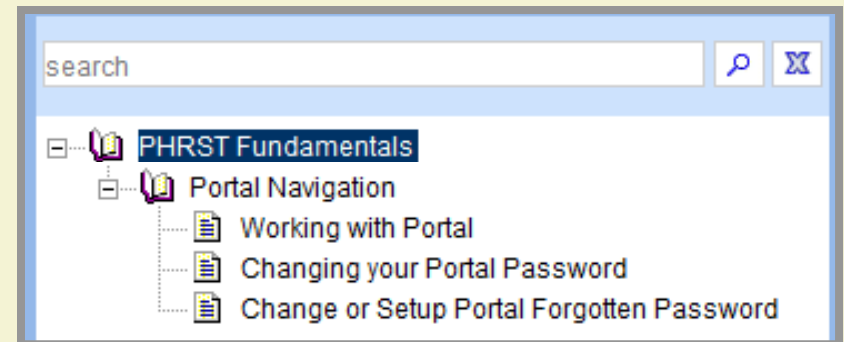 search
PHRST Fundamentals
Portal Navigation
Working with Portal
Changing your Portal Password
Change or Setup Portal Forgotten Password